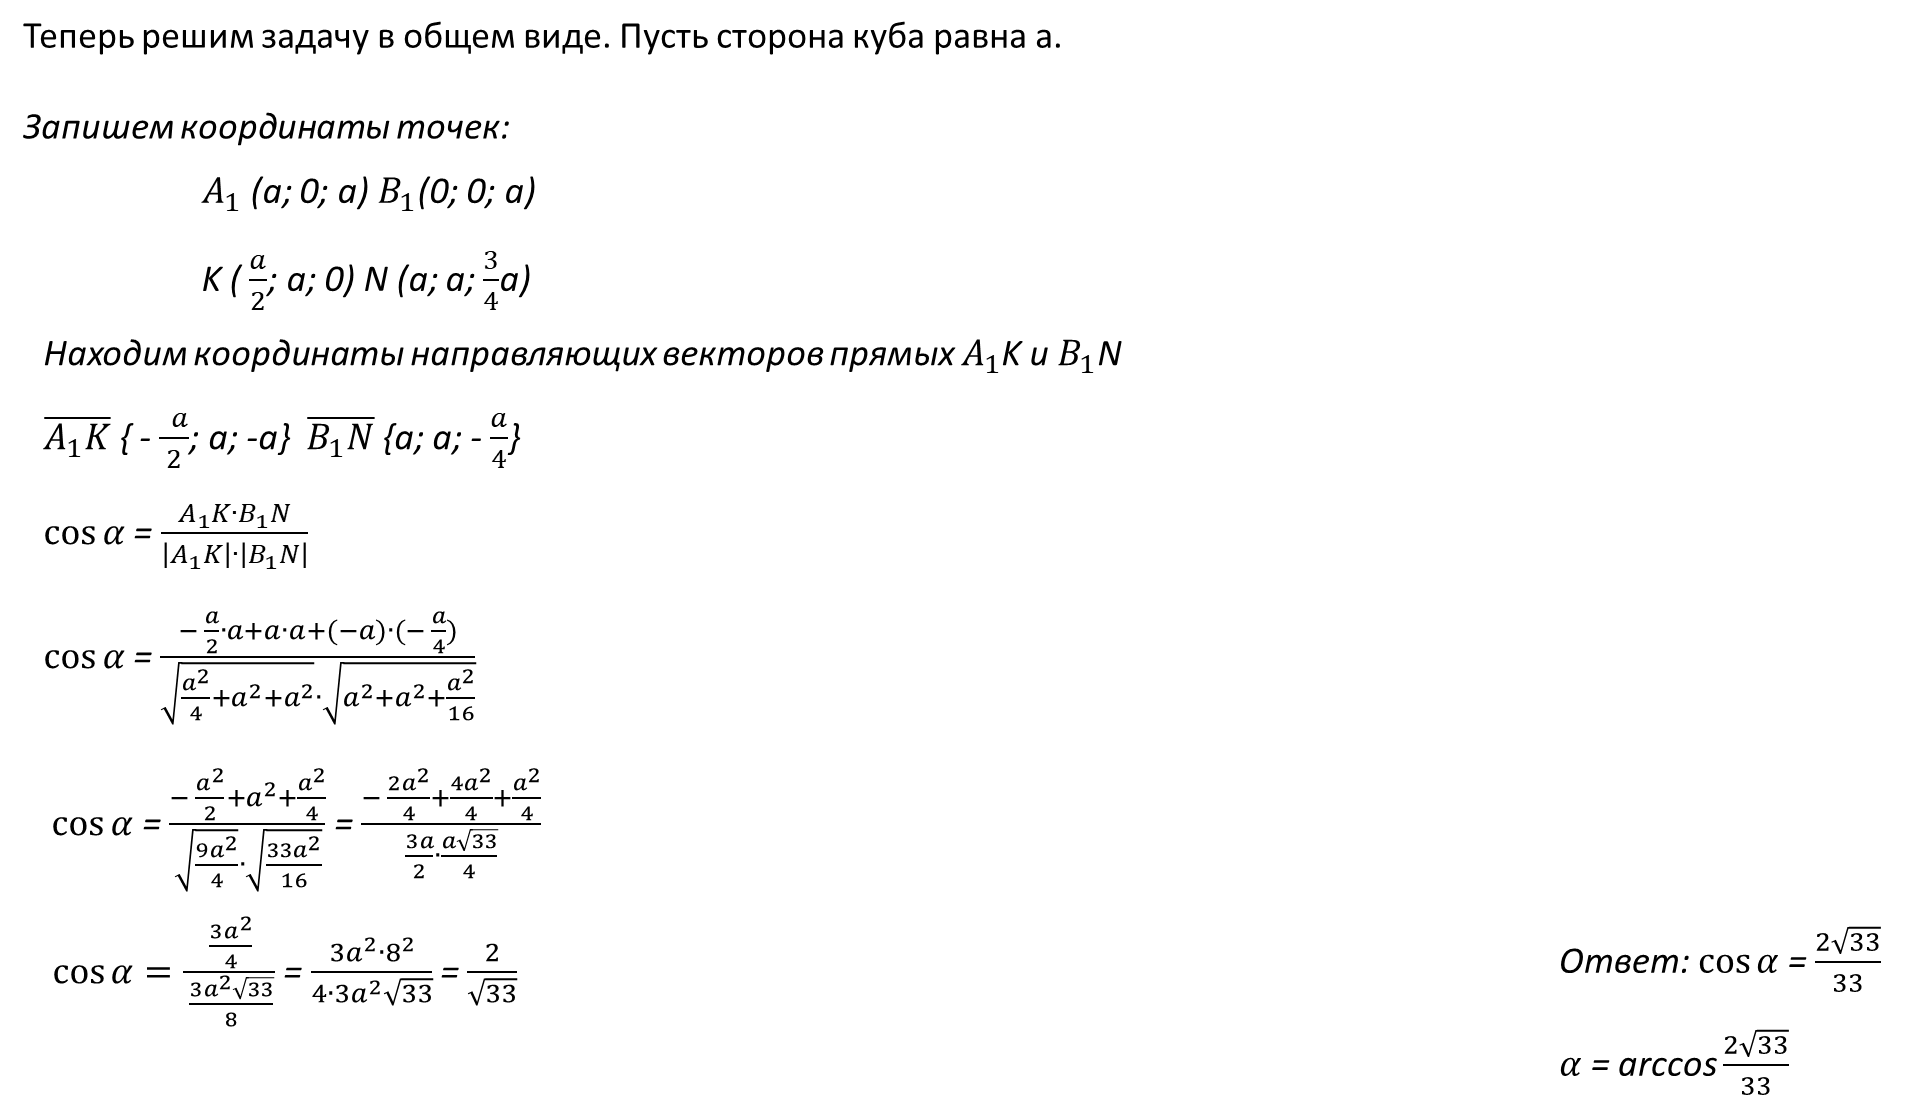 Теперь решим задачу в общем виде. Пусть сторона куба равна а.
Запишем координаты точек:
A₁ (a; 0; a) B₁(0; 0; a)
K ( a/2; a; 0) N (a; a; 3/4 a)
Находим координаты направляющих векторов прямых A₁K и B₁N
\overline{A₁K} { - a/2; a; -a} \overline{B₁N} {a; a; - a/4}
cos α = (A₁K·B₁N)/(|A₁K|·|B₁N|)
cos α = (− a/2·a+a·a+(−a)·(− a/4))/(√(a²/4+a²+a²)·√(a²+a²+a²/16))
cos α = (− a²/2+a²+a²/4)/(√(9a²/4)·√(33a²/16)) = (− 2a²/4+4a²/4+a²/4)/(3a/2·a√33/4)
cos α = (3a²/4)/(3a²√33/8) = (3a²·8²)/(4·3a²√33) = 2/√33
Ответ: cos α = 2√33/33
α = arccos 2√33/33